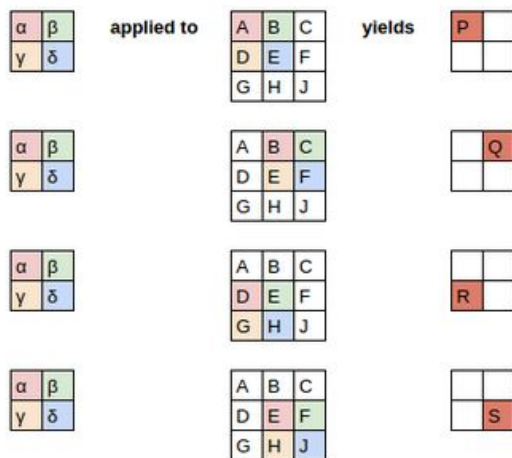 α β applied to A B C yields P
γ δ D E F
G H J
α β A B C Q
γ δ D E F
G H J
α β A B C
γ δ D E F R
G H J
α β A B C
γ δ D E F S
G H J